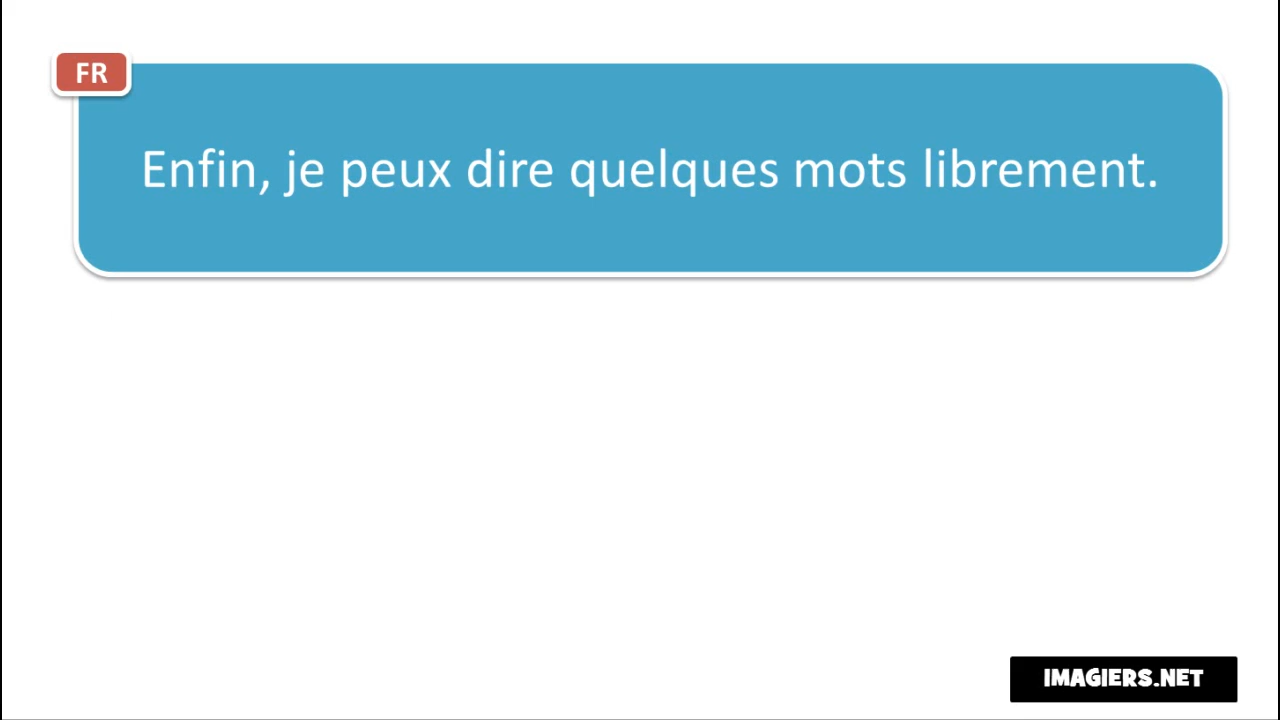 FR
Enfin, je peux dire quelques mots librement.
IMAGIERS.NET